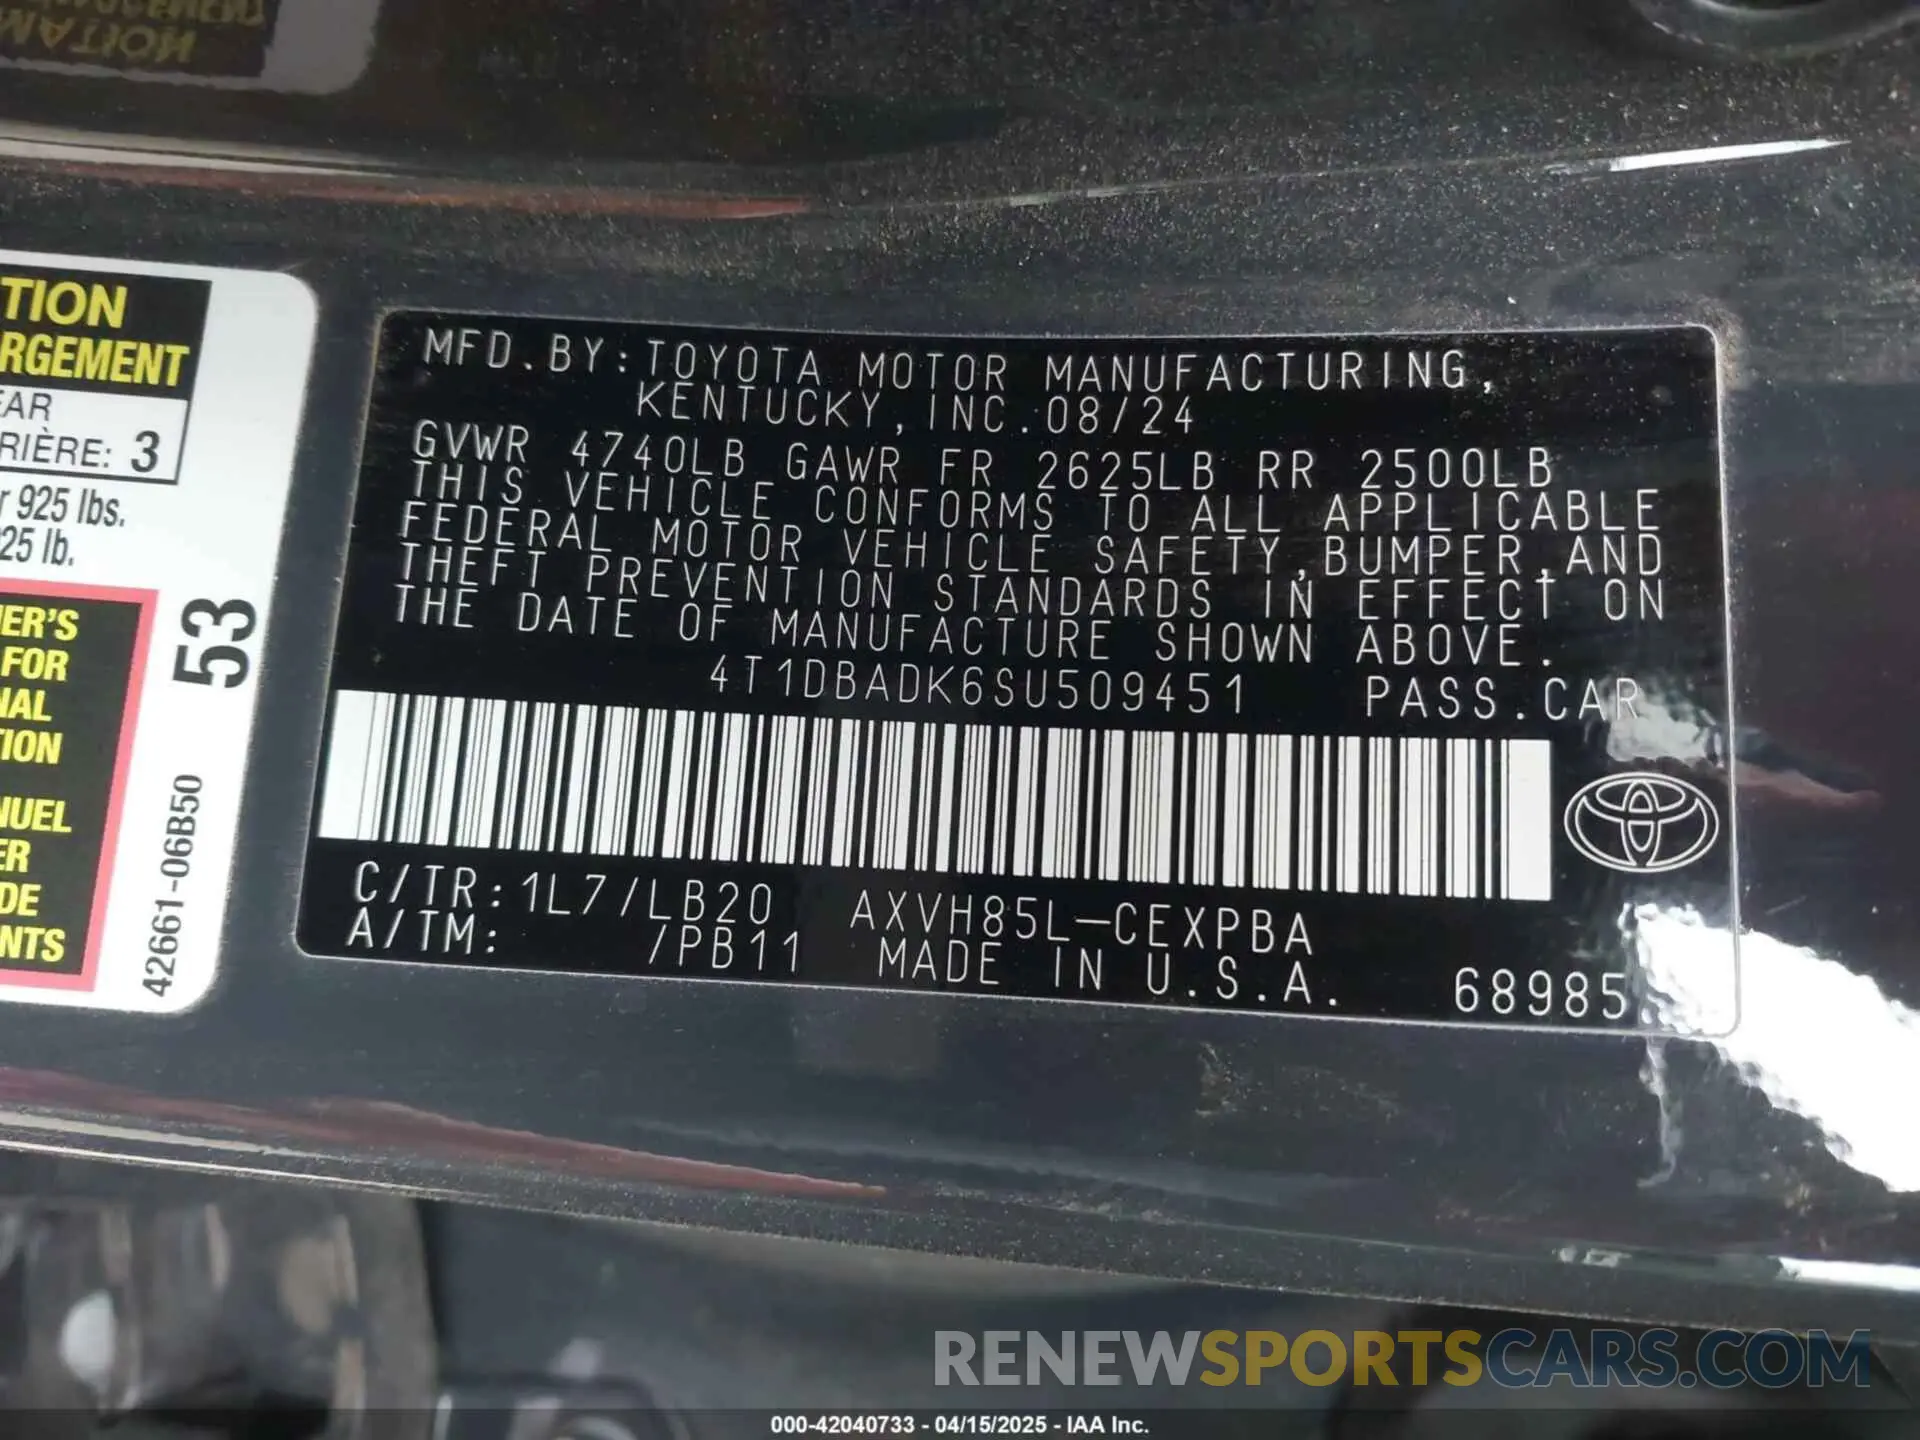 TION
RGEMENT
EAR
RIÈRE: 3
r 925 lbs.
25 lb.
ER'S
FOR
NAL
ION
NUEL
ER
DE
NTS
53
42661-06B50
MFD.BY:TOYOTA MOTOR MANUFACTURING,
KENTUCKY,INC.08/24
GVWR 4740LB GAWR FR 2625LB RR 2500LB
THIS VEHICLE CONFORMS TO ALL APPLICABLE
FEDERAL MOTOR VEHICLE SAFETY,BUMPER,AND
THEFT PREVENTION STANDARDS IN EFFECT ON
THE DATE OF MANUFACTURE SHOWN ABOVE.
4T1DBADK6SU509451 PASS.CAR
C/TR:1L7/LB20 AXVH85L-CEXPBA
A/TM: /PB11 MADE IN U.S.A. 68985
RENEWSPORTSCARS.COM
000-42040733 - 04/15/2025 - IAA Inc.